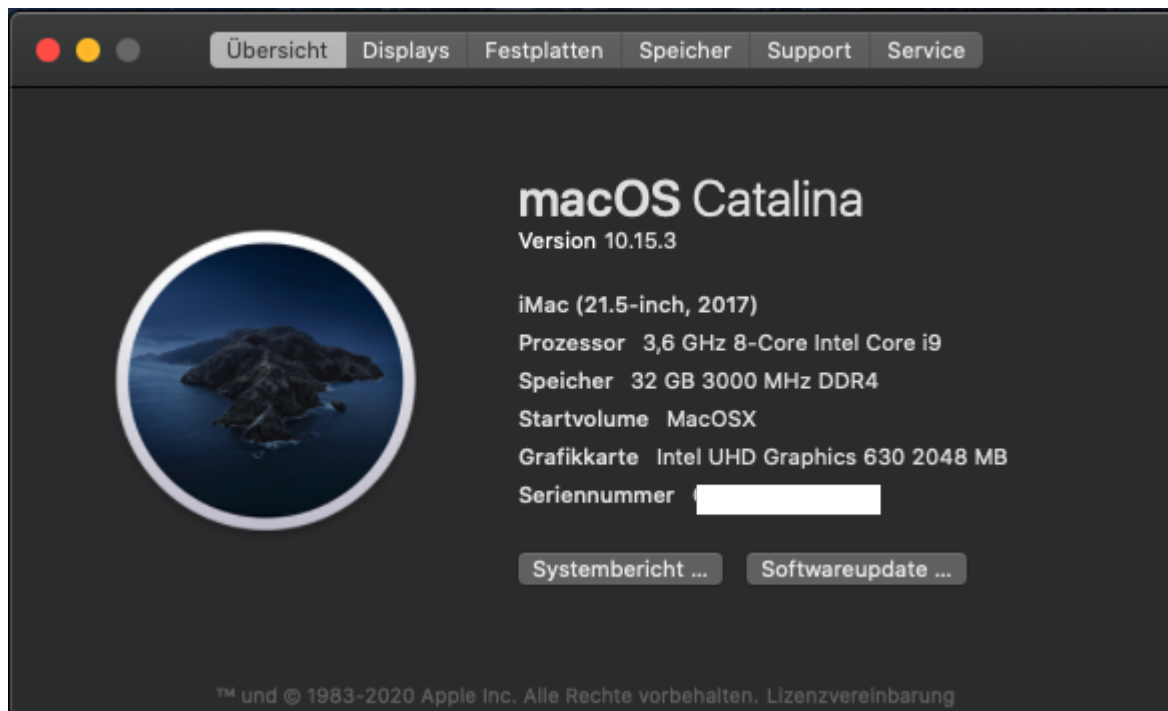 Übersicht Displays Festplatten Speicher Support Service
macOS Catalina
Version 10.15.3
iMac (21.5-inch, 2017)
Prozessor 3,6 GHz 8-Core Intel Core i9
Speicher 32 GB 3000 MHz DDR4
Startvolume MacOSX
Grafikkarte Intel UHD Graphics 630 2048 MB
Seriennummer
Systembericht ... Softwareupdate ...
™ und © 1983-2020 Apple Inc. Alle Rechte vorbehalten. Lizenzvereinbarung